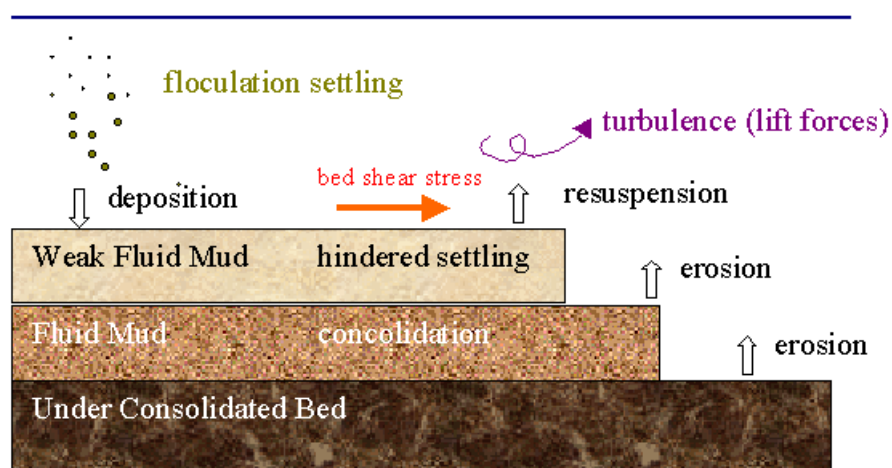 floculation settling
turbulence (lift forces)
bed shear stress
deposition
resuspension
Weak Fluid Mud hindered settling
erosion
Fluid Mud concolidation
erosion
Under Consolidated Bed